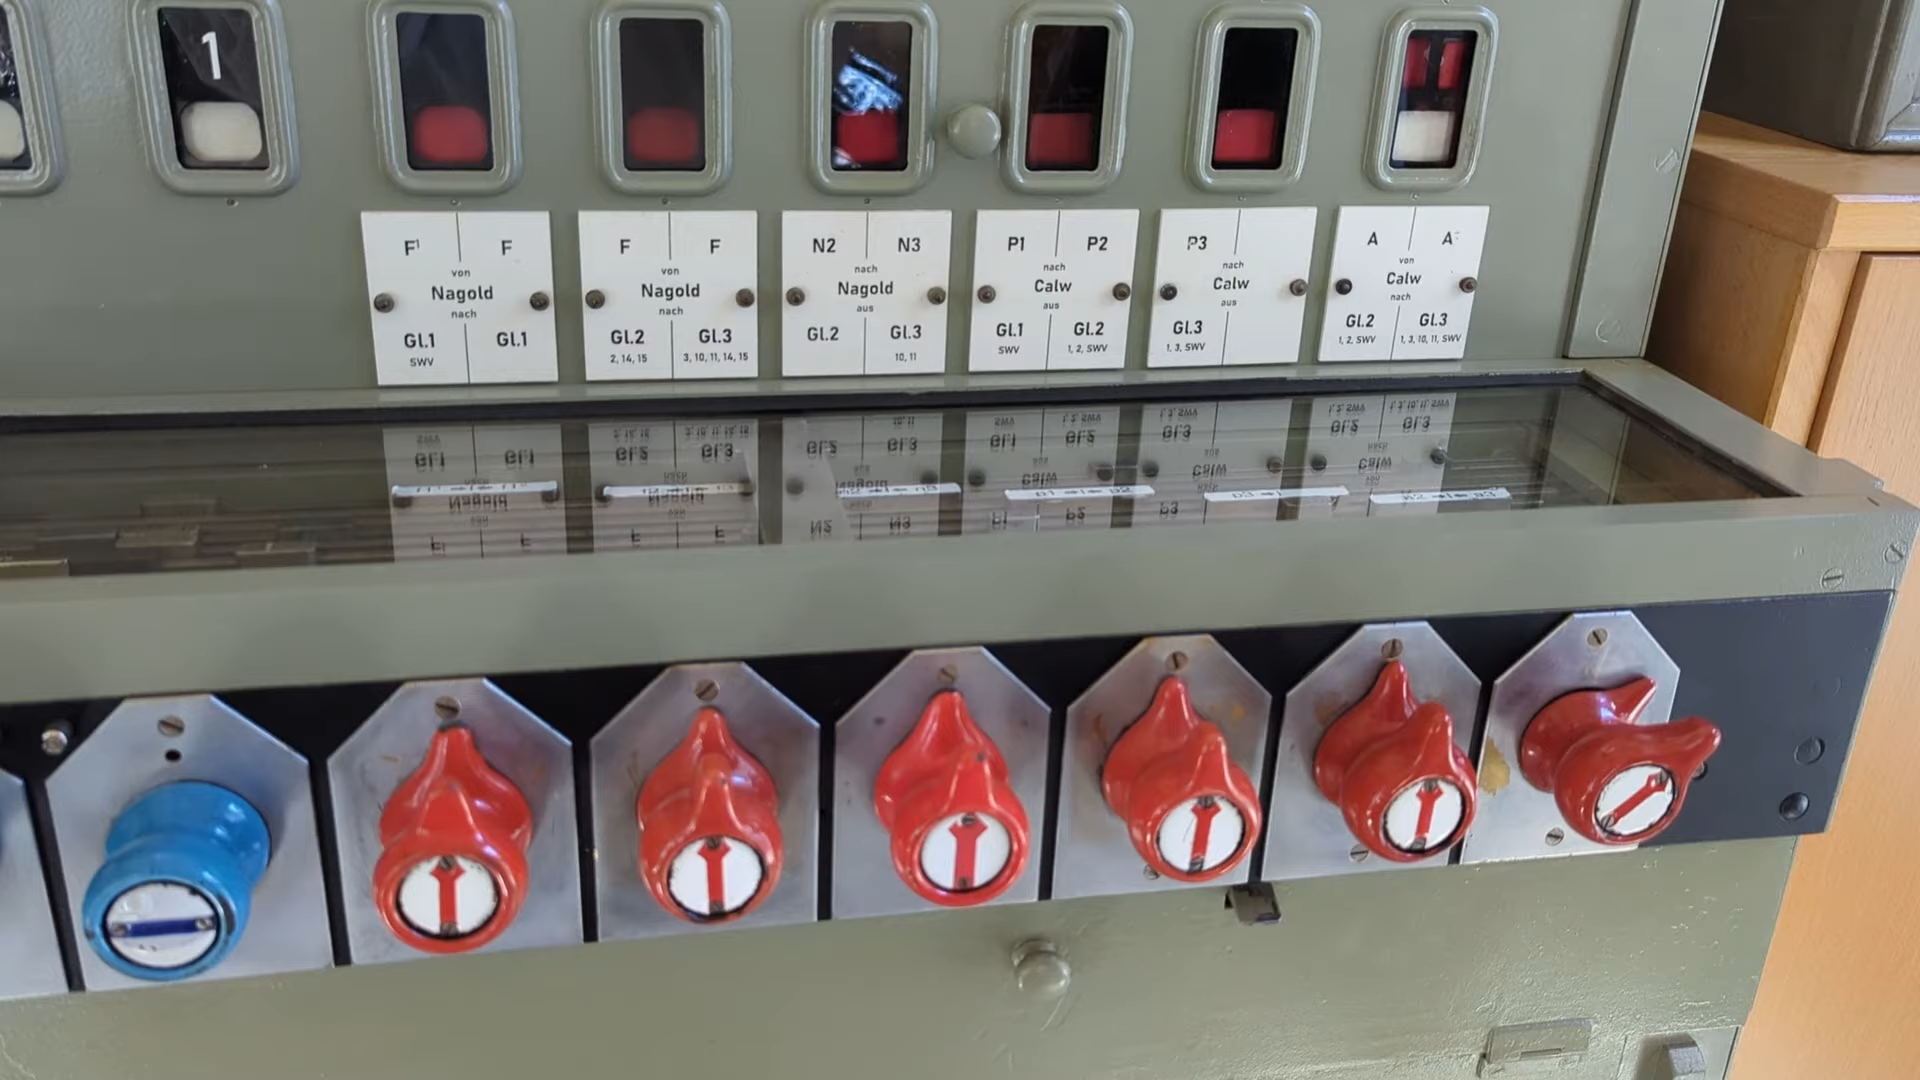 1
F¹ F
von
Nagold
nach
Gl.1 Gl.1
SWV
F F
von
Nagold
nach
Gl.2 Gl.3
2, 14, 15 3, 10, 11, 14, 15
N2 N3
nach
Nagold
aus
Gl.2 Gl.3
10, 11
P1 P2
nach
Calw
aus
Gl.1 Gl.2
SWV 1, 2, SWV
P3
nach
Calw
aus
Gl.3
1, 3, SWV
A A
von
Calw
nach
Gl.2 Gl.3
1, 2, SWV 1, 3, 10, 11, SWV